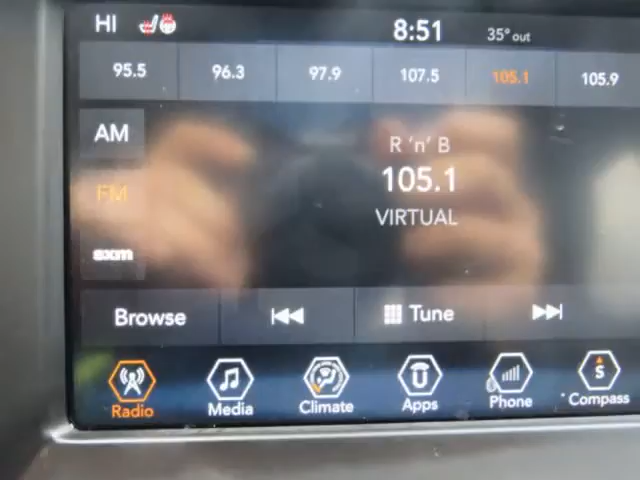 HI 8:51 35° out
95.5 96.3 97.9 107.5 105.1 105.9
AM
R 'n' B
FM
105.1
VIRTUAL
sxm
Browse Tune
Radio Media Climate Apps Phone S Compass